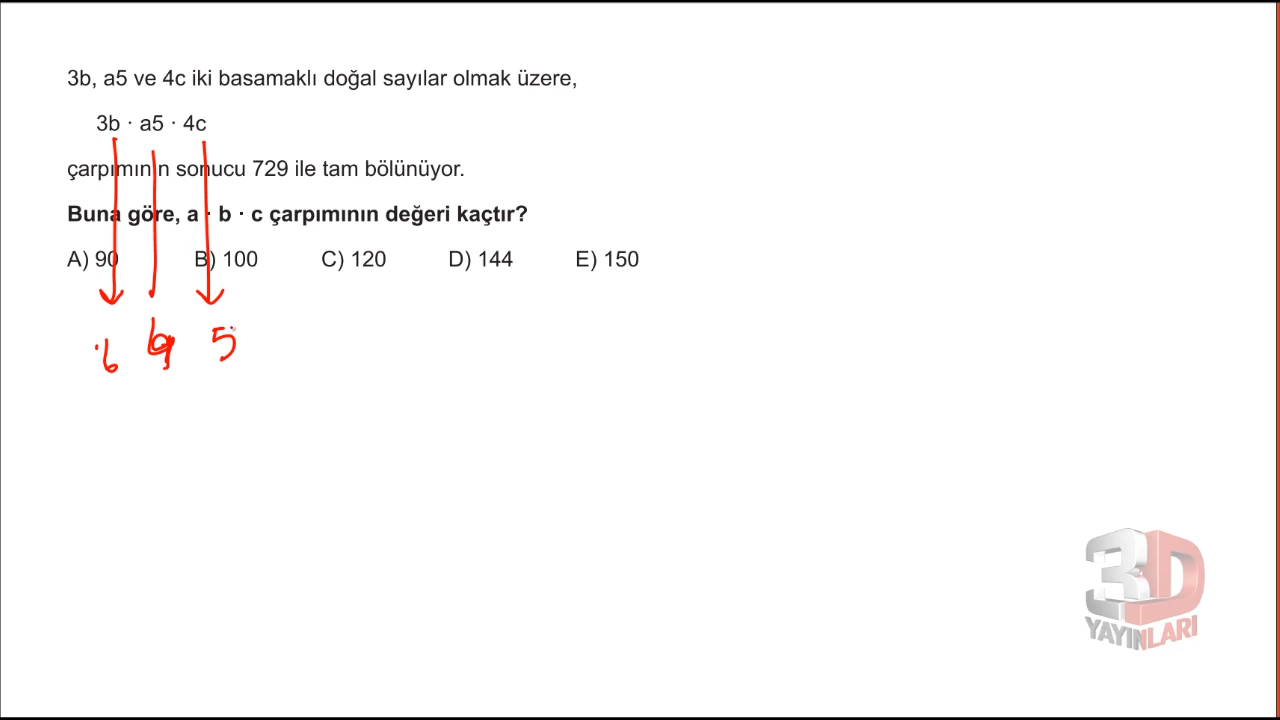 3b, a5 ve 4c iki basamaklı doğal sayılar olmak üzere,
3b · a5 · 4c
çarpımının sonucu 729 ile tam bölünüyor.
Buna göre, a · b · c çarpımının değeri kaçtır?
A) 90 B) 100 C) 120 D) 144 E) 150
6 5
3D
YAYINLARI